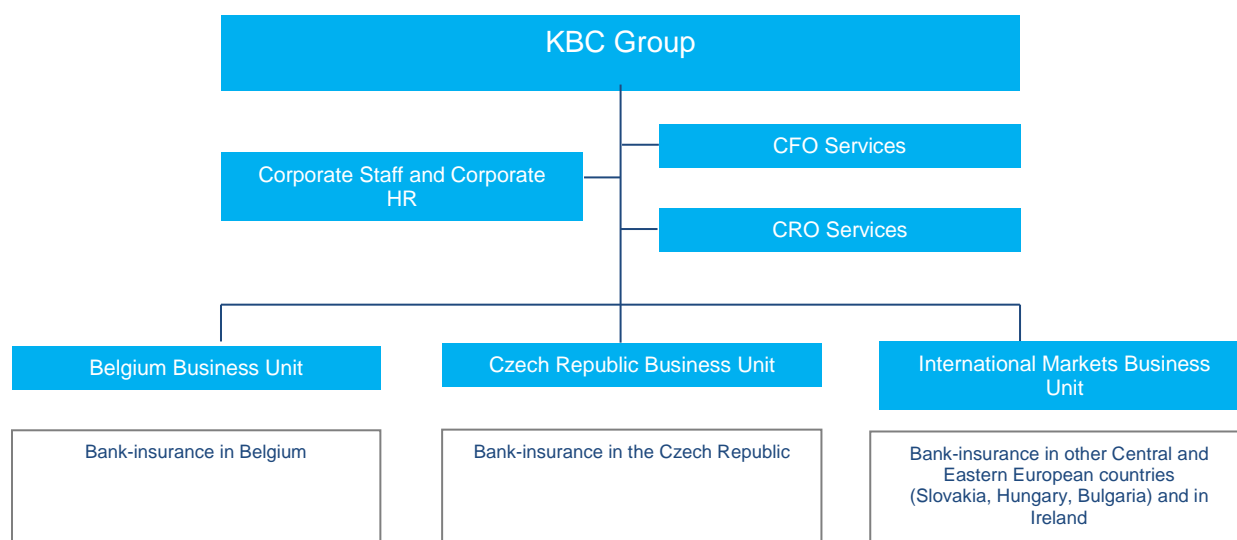 KBC Group
CFO Services
Corporate Staff and Corporate
HR
CRO Services
Belgium Business Unit
Czech Republic Business Unit
International Markets Business
Unit
Bank-insurance in Belgium
Bank-insurance in the Czech Republic
Bank-insurance in other Central and
Eastern European countries
(Slovakia, Hungary, Bulgaria) and in
Ireland